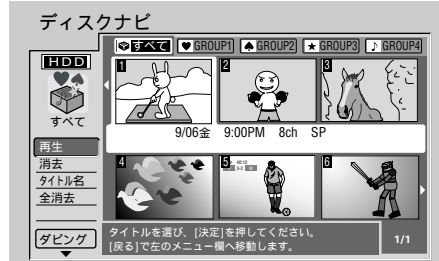 ディスクナビ
HDD
すべて
すべて
GROUP1
GROUP2
GROUP3
GROUP4
1
2
3
9/06金 9:00PM 8ch SP
再生
消去
タイトル名
全消去
ダビング
4
5
6
タイトルを選び、[決定]を押してください。
[戻る]で左のメニュー欄へ移動します。
1/1